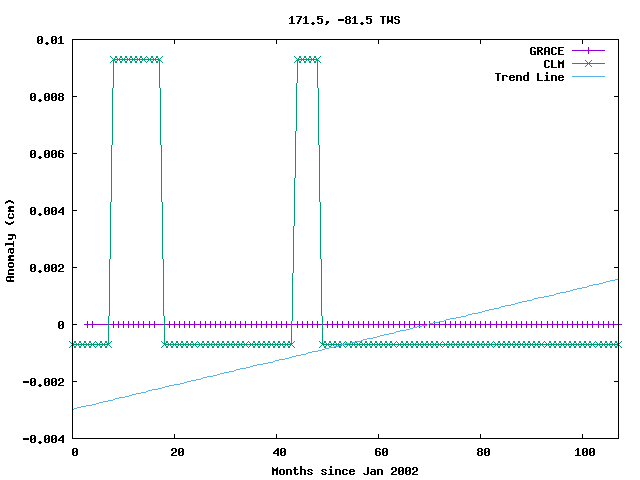 171.5, -81.5 TWS
GRACE
CLM
Trend Line
0.01
0.008
0.006
0.004
0.002
0
-0.002
-0.004
Anomaly (cm)
0 20 40 60 80 100
Months since Jan 2002